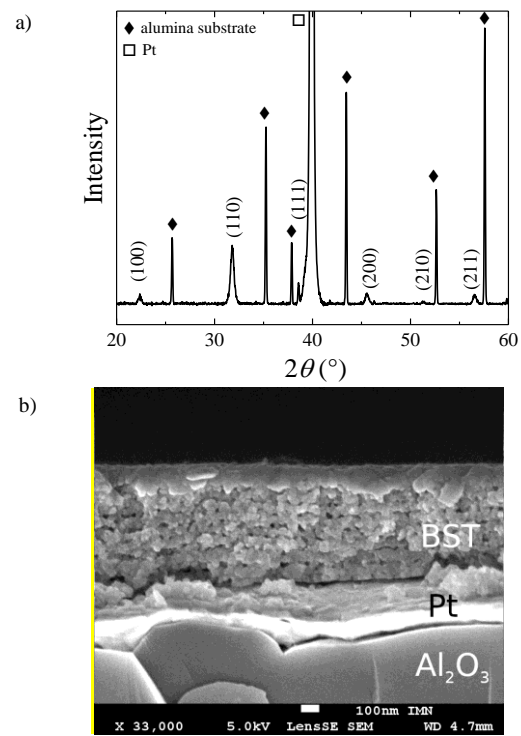 a)
◆ alumina substrate
□ Pt
Intensity
(100)
(110)
(111)
(200)
(210)
(211)
20 30 40 50 60
2θ (°)
b)
BST
Pt
Al₂O₃
100nm IMN
X 33,000 5.0kV LensSE SEM WD 4.7mm